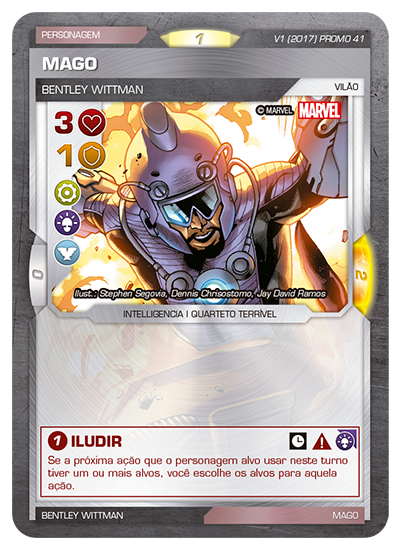 PERSONAGEM
1
V1 (2017) PROMO 41
MAGO
BENTLEY WITTMAN
VILÃO
© MARVEL MARVEL
3
1
0
2
Ilust.: Stephen Segovia, Dennis Chrisostomo, Jay David Ramos
INTELLIGENCIA I QUARTETO TERRÍVEL
1 ILUDIR
Se a próxima ação que o personagem alvo usar neste turno
tiver um ou mais alvos, você escolhe os alvos para aquela
ação.
BENTLEY WITTMAN
MAGO